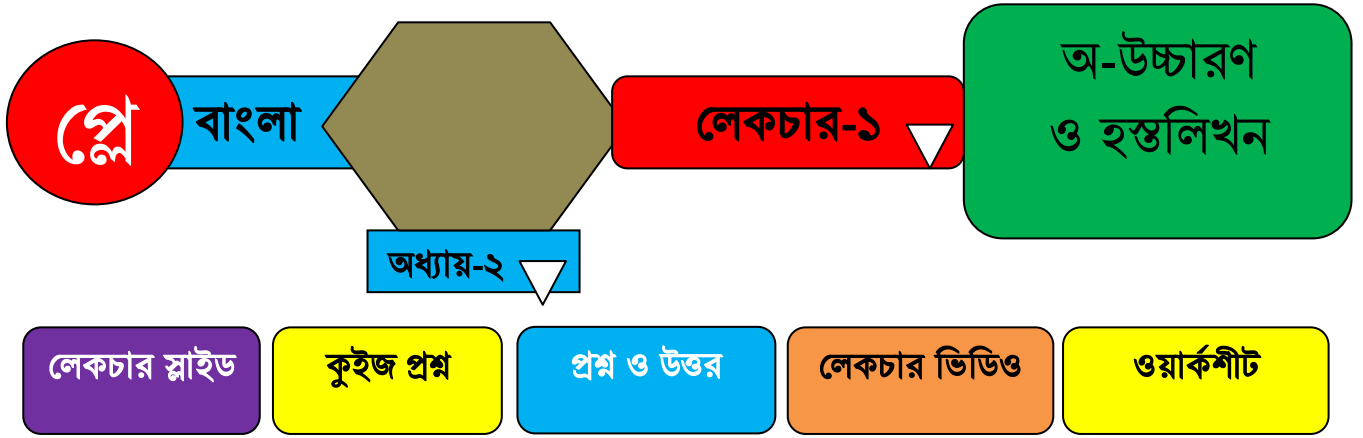 প্লে
বাংলা
লেকচার-১
অ-উচ্চারণ
ও হস্তলিখন
অধ্যায়-২
লেকচার স্লাইড
কুইজ প্রশ্ন
প্রশ্ন ও উত্তর
লেকচার ভিডিও
ওয়ার্কশীট